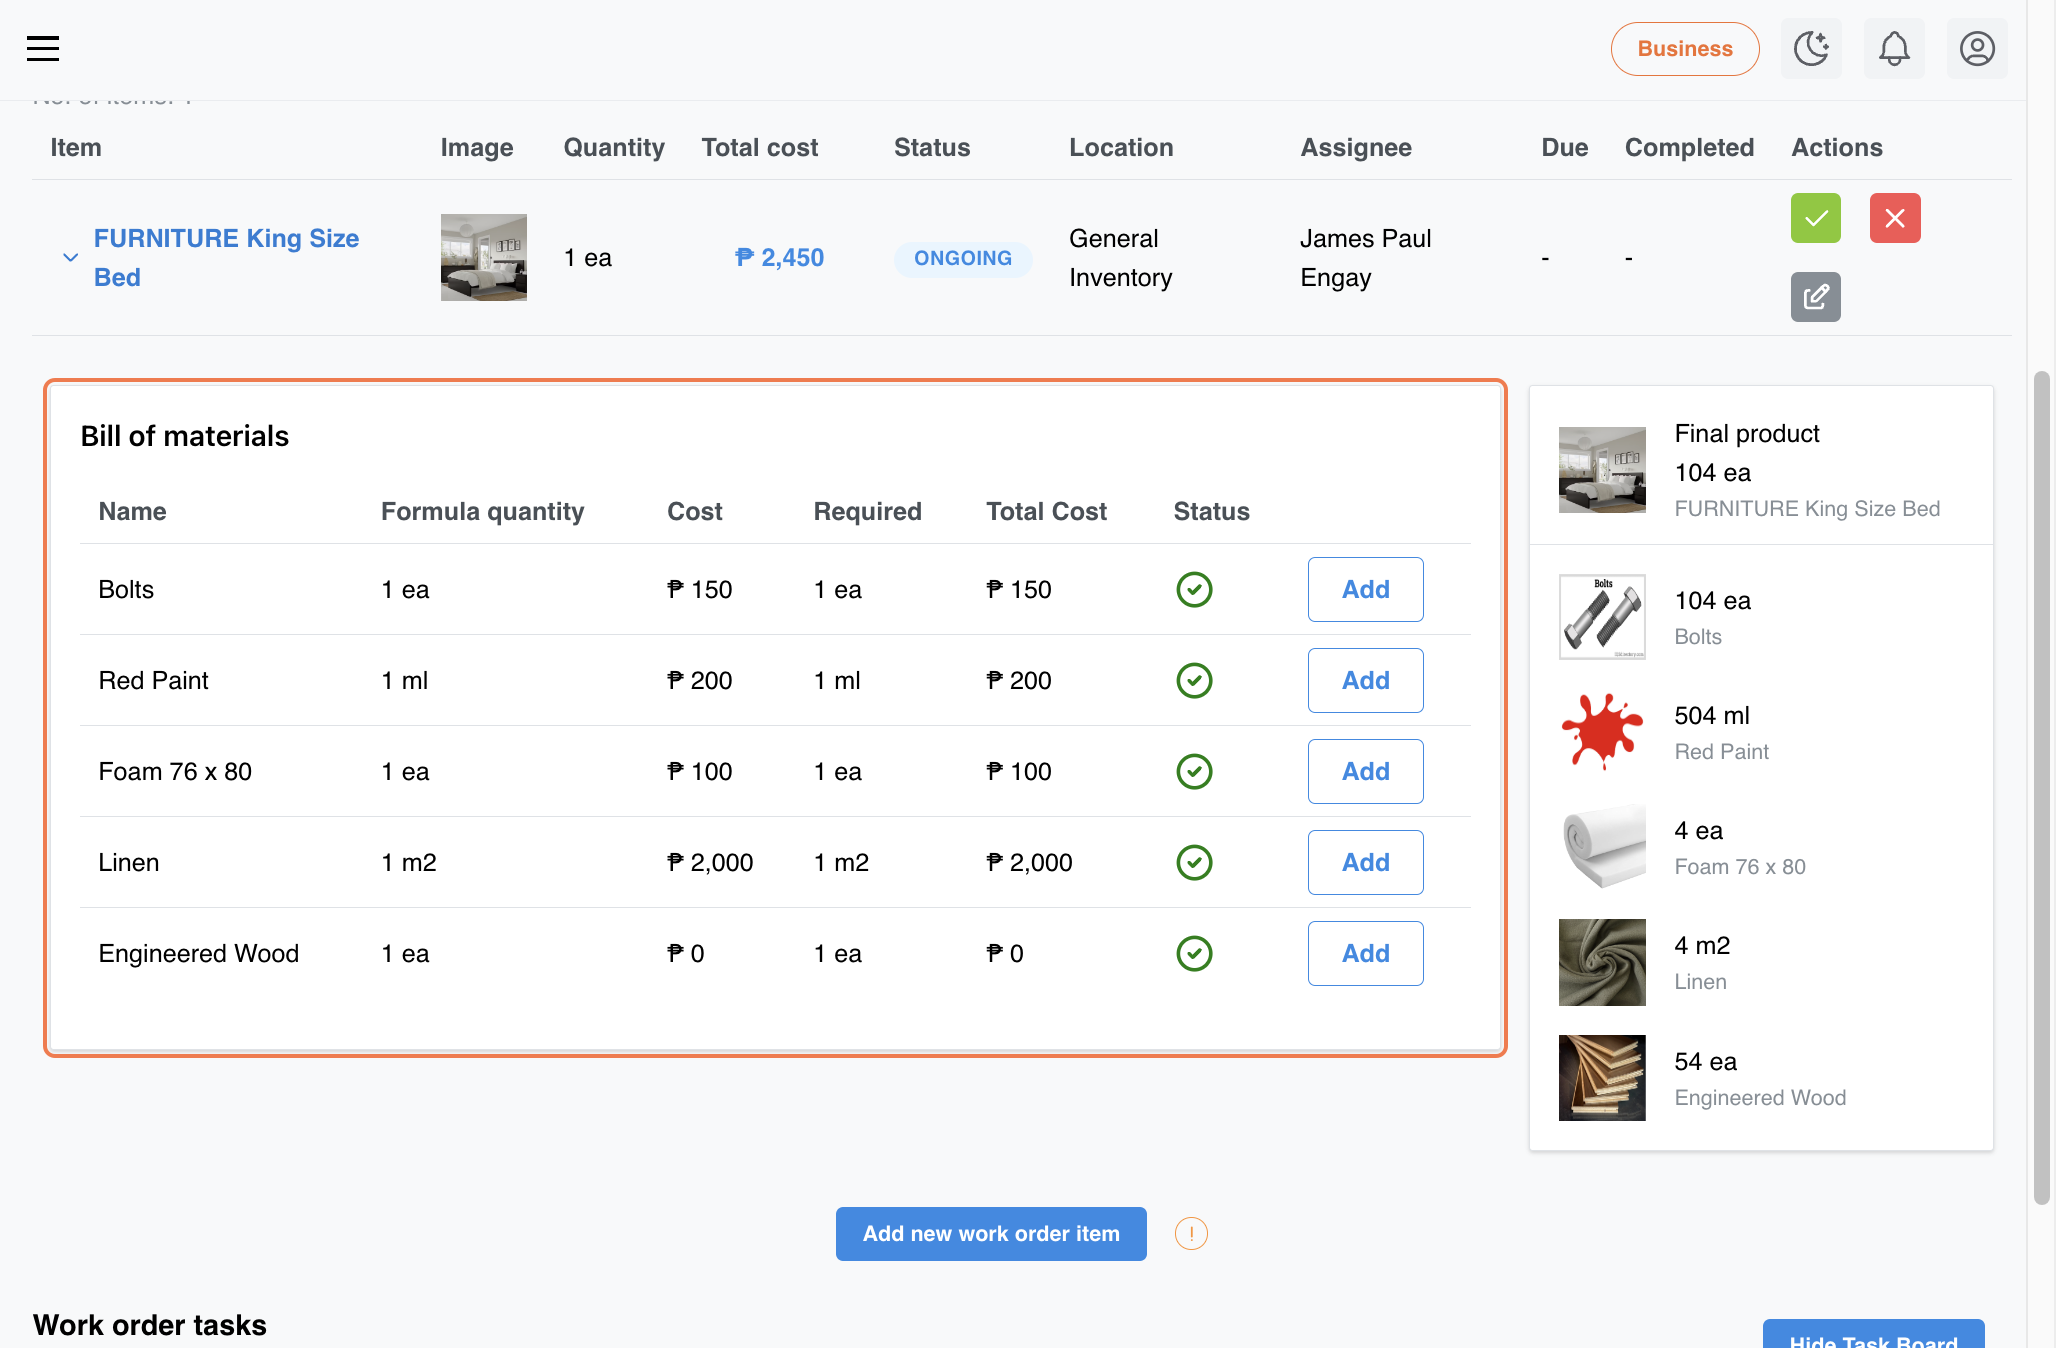 Business
No. of items: 1
Item Image Quantity Total cost Status Location Assignee Due Completed Actions
FURNITURE King Size
Bed
1 ea
₱ 2,450
ONGOING
General
Inventory
James Paul
Engay
-
-
Bill of materials
Name Formula quantity Cost Required Total Cost Status
Bolts 1 ea ₱ 150 1 ea ₱ 150 Add
Red Paint 1 ml ₱ 200 1 ml ₱ 200 Add
Foam 76 x 80 1 ea ₱ 100 1 ea ₱ 100 Add
Linen 1 m2 ₱ 2,000 1 m2 ₱ 2,000 Add
Engineered Wood 1 ea ₱ 0 1 ea ₱ 0 Add
Final product
104 ea
FURNITURE King Size Bed
Bolts
104 ea
Bolts
504 ml
Red Paint
4 ea
Foam 76 x 80
4 m2
Linen
54 ea
Engineered Wood
Add new work order item
!
Work order tasks
Hide Task Board